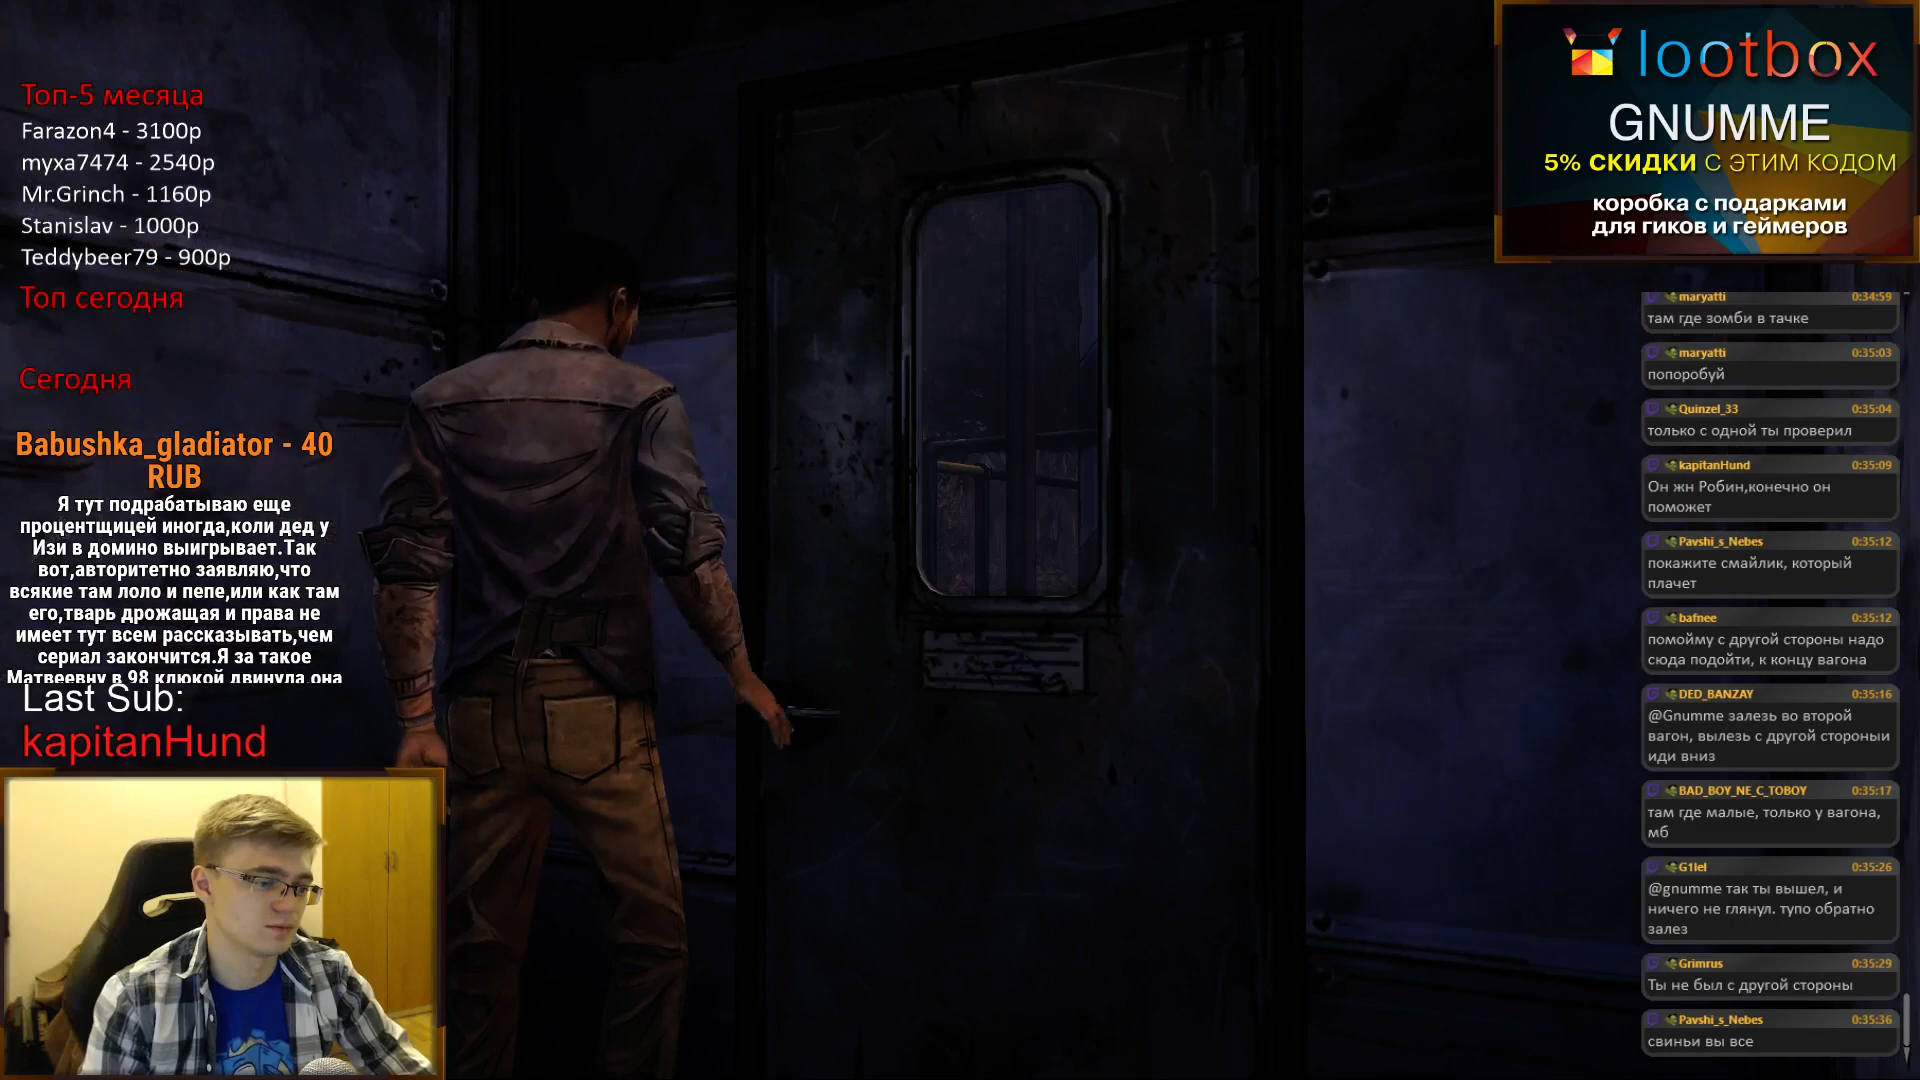 Топ-5 месяца
Farazon4 - 3100р
myxa7474 - 2540р
Mr.Grinch - 1160р
Stanislav - 1000р
Teddybeer79 - 900р
Топ сегодня
Сегодня
Babushka_gladiator - 40
RUB
Я тут подрабатываю еще
процентщицей иногда,коли дед у
Изи в домино выигрывает.Так
вот,авторитетно заявляю,что
всякие там лоло и пепе,или как там
его,тварь дрожащая и права не
имеет тут всем рассказывать,чем
сериал закончится.Я за такое
Матвеевну в 98 клюкой двинула,она
Last Sub:
kapitanHund
lootbox
GNUMME
5% СКИДКИ С ЭТИМ КОДОМ
коробка с подарками
для гиков и геймеров
maryatti 0:34:59
там где зомби в тачке
maryatti 0:35:03
попоробуй
Quinzel_33 0:35:04
только с одной ты проверил
kapitanHund 0:35:09
Он жн Робин,конечно он
поможет
Pavshi_s_Nebes 0:35:12
покажите смайлик, который
плачет
bafnee 0:35:12
помойму с другой стороны надо
сюда подойти, к концу вагона
DED_BANZAY 0:35:16
@Gnumme залезь во второй
вагон, вылезь с другой стороныи
иди вниз
BAD_BOY_NE_C_TOBOY 0:35:17
там где малые, только у вагона,
мб
G1lel 0:35:26
@gnumme так ты вышел, и
ничего не глянул. тупо обратно
залез
Grimrus 0:35:29
Ты не был с другой стороны
Pavshi_s_Nebes 0:35:36
свиньи вы все